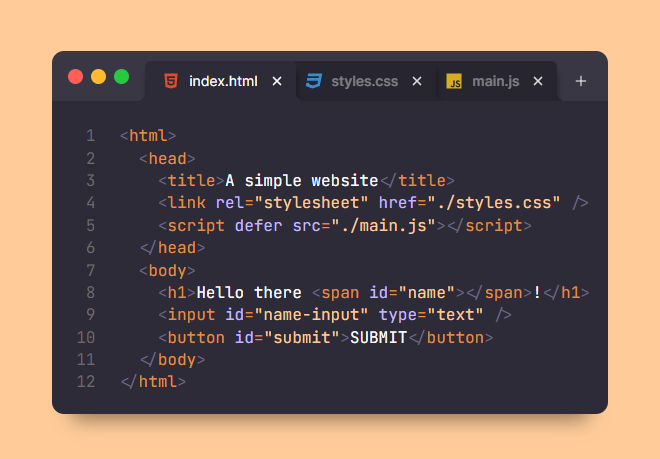 index.html × styles.css × main.js × +
1 <html>
2   <head>
3     <title>A simple website</title>
4     <link rel="stylesheet" href="./styles.css" />
5     <script defer src="./main.js"></script>
6   </head>
7   <body>
8     <h1>Hello there <span id="name"></span>!</h1>
9     <input id="name-input" type="text" />
10     <button id="submit">SUBMIT</button>
11   </body>
12 </html>